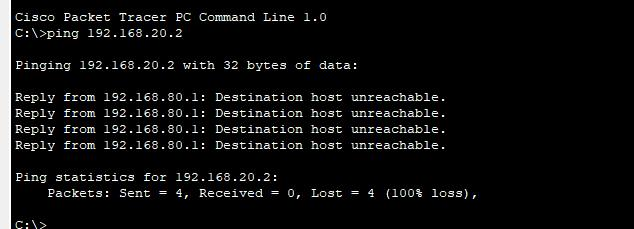 Cisco Packet Tracer PC Command Line 1.0
C:\>ping 192.168.20.2
Pinging 192.168.20.2 with 32 bytes of data:
Reply from 192.168.80.1: Destination host unreachable.
Reply from 192.168.80.1: Destination host unreachable.
Reply from 192.168.80.1: Destination host unreachable.
Reply from 192.168.80.1: Destination host unreachable.
Ping statistics for 192.168.20.2:
Packets: Sent = 4, Received = 0, Lost = 4 (100% loss),
C:\>